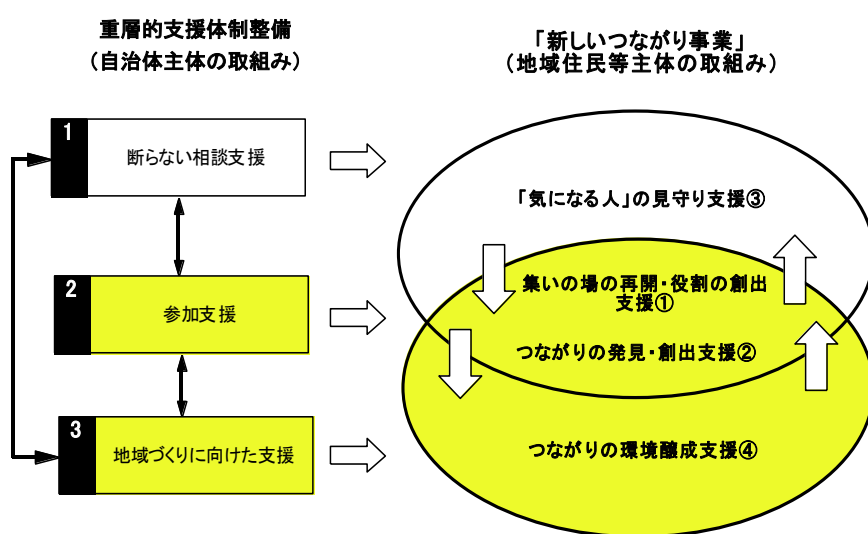 重層的支援体制整備
（自治体主体の取組み）
「新しいつながり事業」
（地域住民等主体の取組み）
1
断らない相談支援
2
参加支援
3
地域づくりに向けた支援
「気になる人」の見守り支援③
集いの場の再開・役割の創出
支援①
つながりの発見・創出支援②
つながりの環境醸成支援④